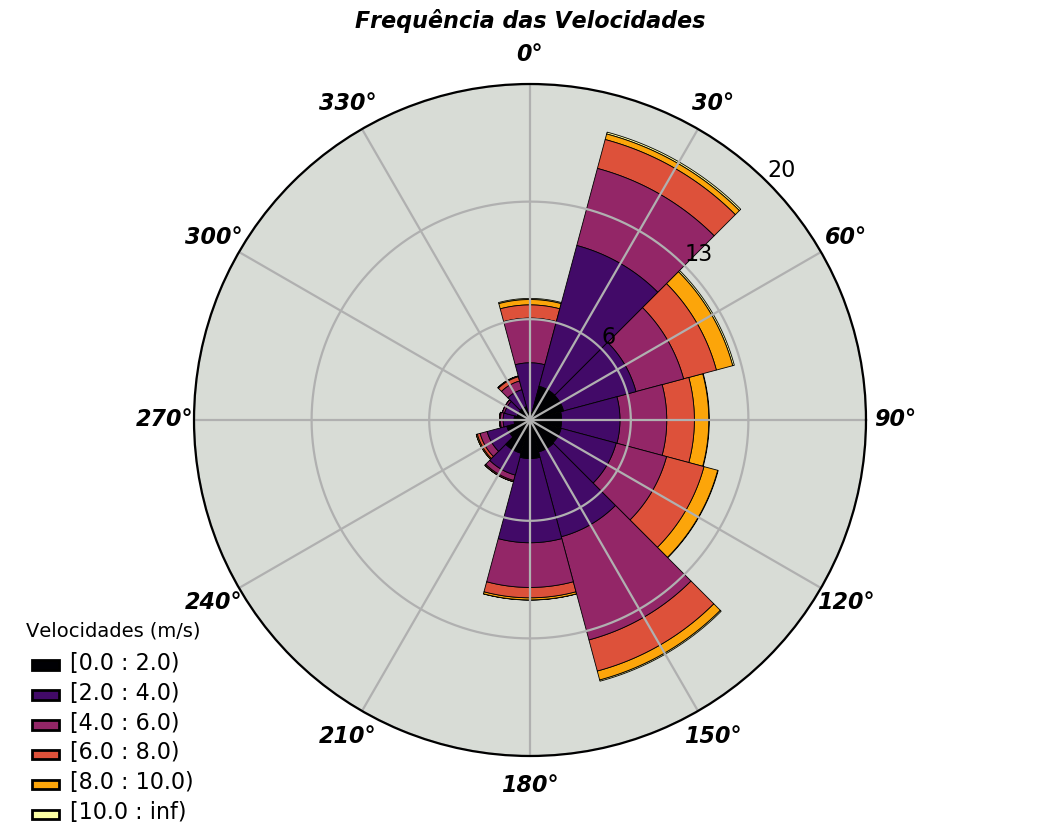 Frequência das Velocidades
0°
330°
30°
20
300°
60°
13
6
270°
90°
240°
120°
210°
150°
180°
Velocidades (m/s)
[0.0 : 2.0)
[2.0 : 4.0)
[4.0 : 6.0)
[6.0 : 8.0)
[8.0 : 10.0)
[10.0 : inf)